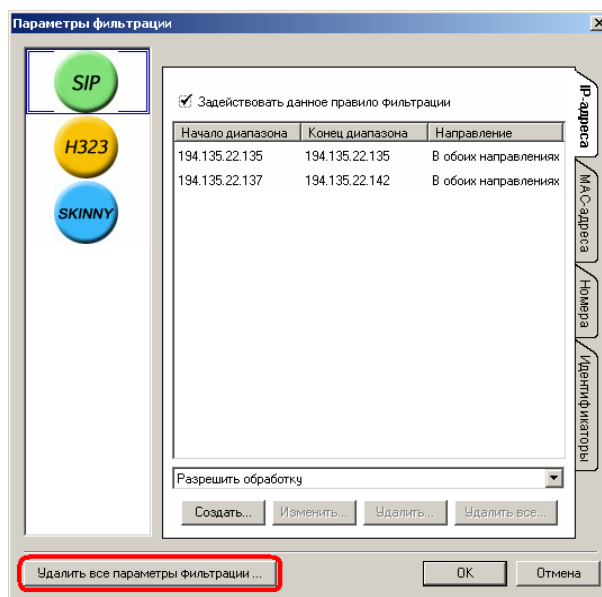 Параметры фильтрации
SIP
H323
SKINNY
Задействовать данное правило фильтрации
Начало диапазона Конец диапазона Направление
194.135.22.135 194.135.22.135 В обоих направлениях
194.135.22.137 194.135.22.142 В обоих направлениях
IP-адреса
MAC-адреса
Номера
Идентификаторы
Разрешить обработку
Создать... Изменить... Удалить... Удалить все...
Удалить все параметры фильтрации ... OK Отмена